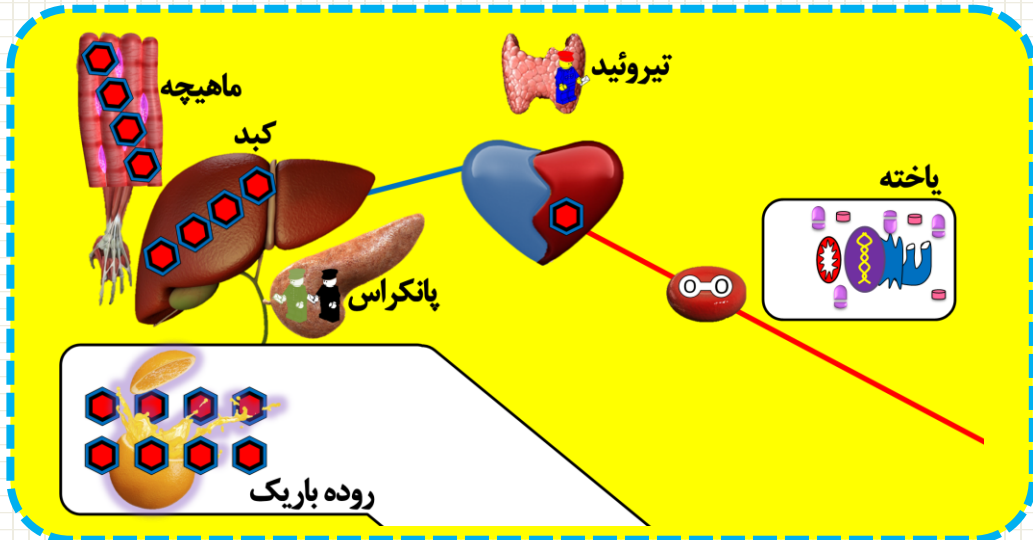 تیروئید
ماهیچه
کبد
یاخته
O-O
پانکراس
روده باریک